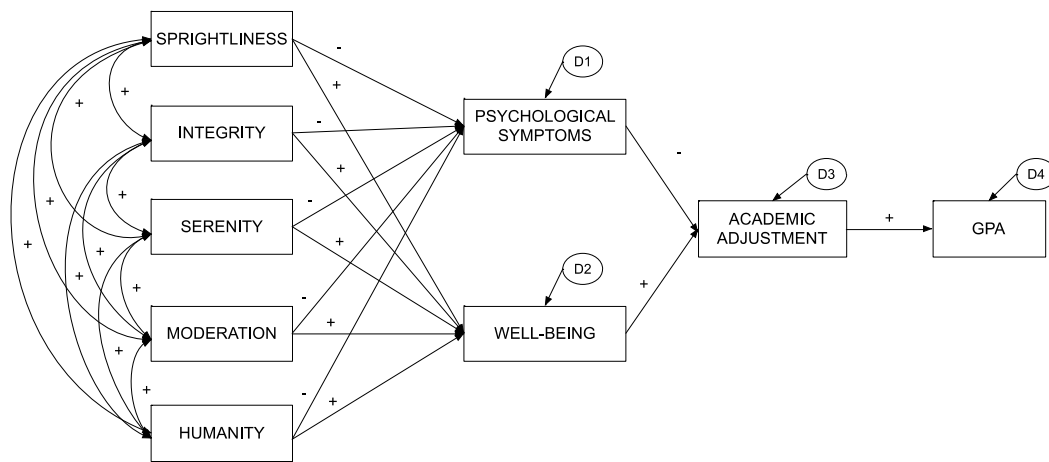 SPRIGHTLINESS
INTEGRITY
SERENITY
MODERATION
HUMANITY
+
+
+
+
+
+
+
+
+
+
-
+
-
+
-
+
-
+
-
+
D1
PSYCHOLOGICAL
SYMPTOMS
D2
WELL-BEING
-
+
D3
ACADEMIC
ADJUSTMENT
+
D4
GPA